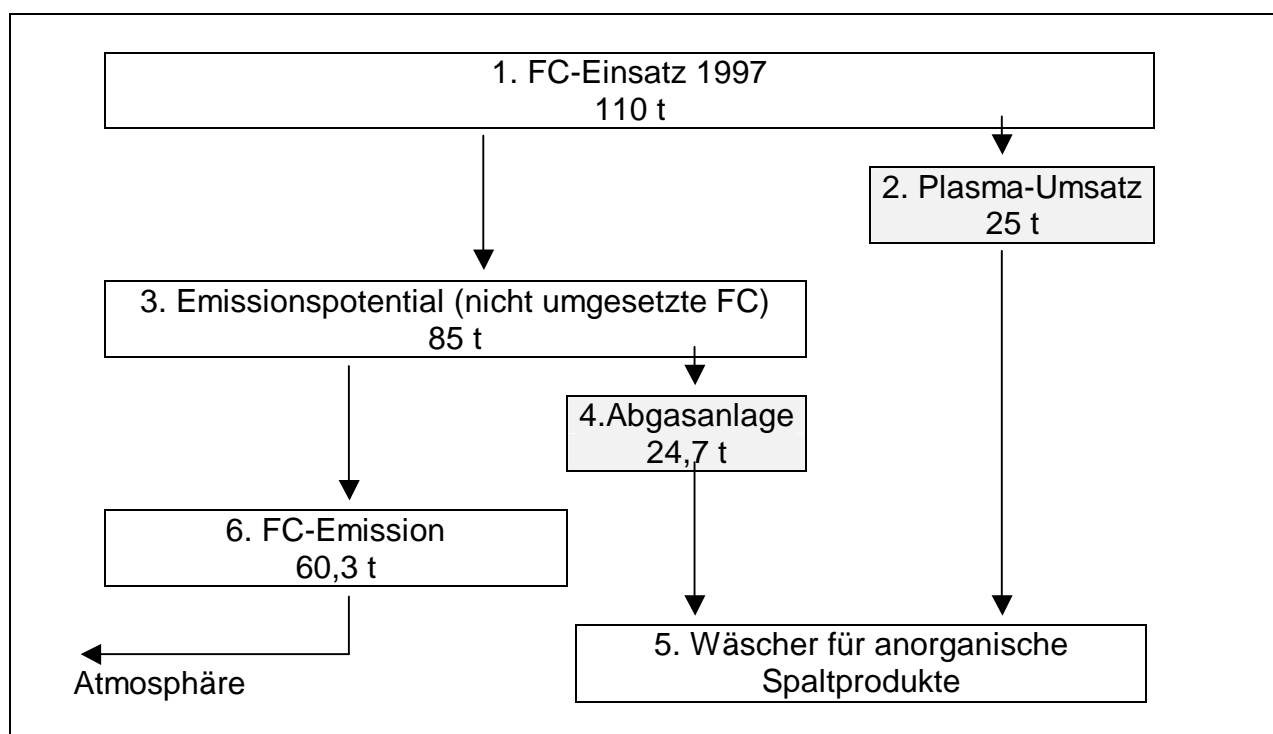 1. FC-Einsatz 1997
110 t
2. Plasma-Umsatz
25 t
3. Emissionspotential (nicht umgesetzte FC)
85 t
4.Abgasanlage
24,7 t
6. FC-Emission
60,3 t
5. Wäscher für anorganische
Spaltprodukte
Atmosphäre